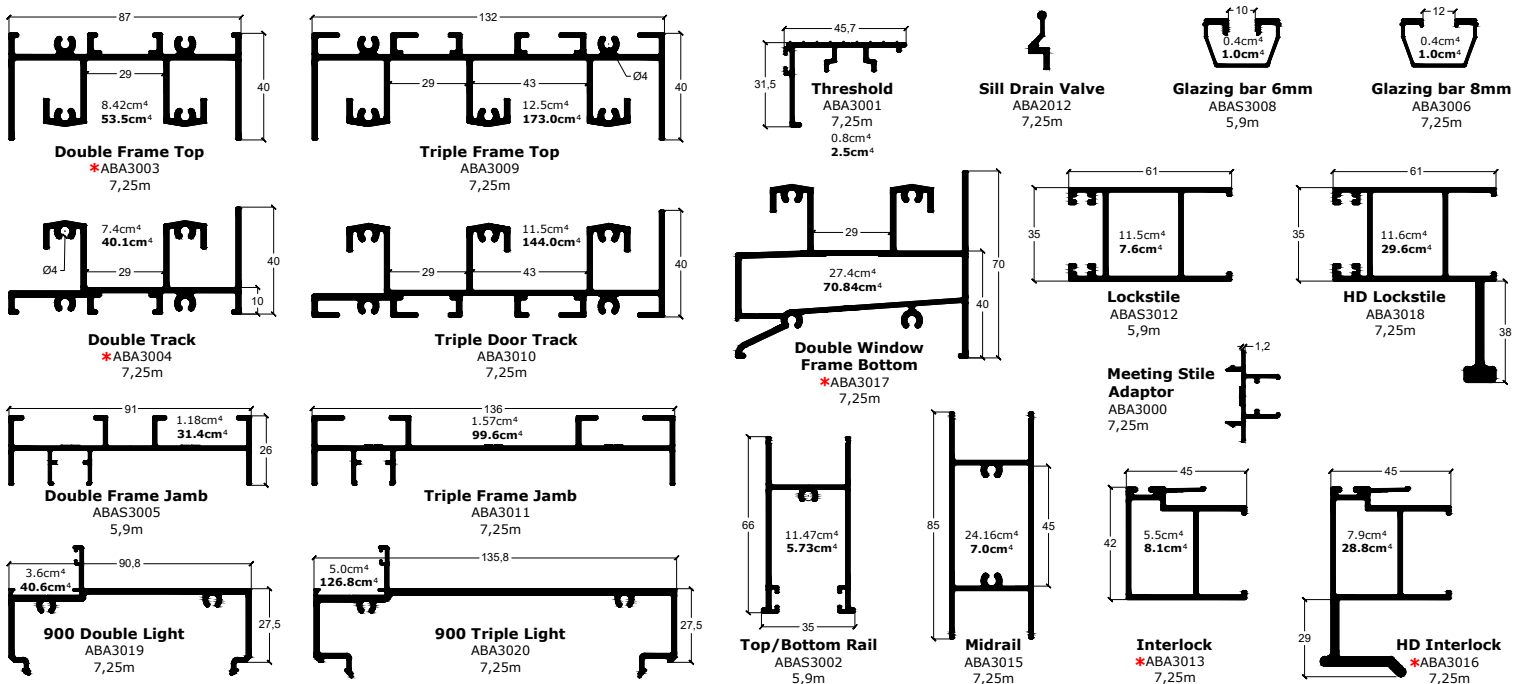 87
40
29
8.42cm⁴
53.5cm⁴
Double Frame Top
*ABA3003
7,25m
132
40
29
43
Ø4
12.5cm⁴
173.0cm⁴
Triple Frame Top
ABA3009
7,25m
45,7
31,5
Threshold
ABA3001
7,25m
0.8cm⁴
2.5cm⁴
Sill Drain Valve
ABA2012
7,25m
10
0.4cm⁴
1.0cm⁴
Glazing bar 6mm
ABAS3008
5,9m
12
0.4cm⁴
1.0cm⁴
Glazing bar 8mm
ABA3006
7,25m
7.4cm⁴
40.1cm⁴
Ø4
29
40
10
Double Track
*ABA3004
7,25m
11.5cm⁴
144.0cm⁴
29
43
40
Triple Door Track
ABA3010
7,25m
29
27.4cm⁴
70.84cm⁴
70
40
Double Window
Frame Bottom
*ABA3017
7,25m
61
35
11.5cm⁴
7.6cm⁴
Lockstile
ABAS3012
5,9m
61
35
11.6cm⁴
29.6cm⁴
38
HD Lockstile
ABA3018
7,25m
1,2
Meeting Stile
Adaptor
ABA3000
7,25m
91
1.18cm⁴
31.4cm⁴
26
Double Frame Jamb
ABAS3005
5,9m
136
1.57cm⁴
99.6cm⁴
Triple Frame Jamb
ABA3011
7,25m
66
11.47cm⁴
5.73cm⁴
35
Top/Bottom Rail
ABAS3002
5,9m
85
24.16cm⁴
7.0cm⁴
45
Midrail
ABA3015
7,25m
45
42
5.5cm⁴
8.1cm⁴
Interlock
*ABA3013
7,25m
45
7.9cm⁴
28.8cm⁴
29
HD Interlock
*ABA3016
7,25m
90,8
3.6cm⁴
40.6cm⁴
27,5
900 Double Light
ABA3019
7,25m
135,8
5.0cm⁴
126.8cm⁴
27,5
900 Triple Light
ABA3020
7,25m